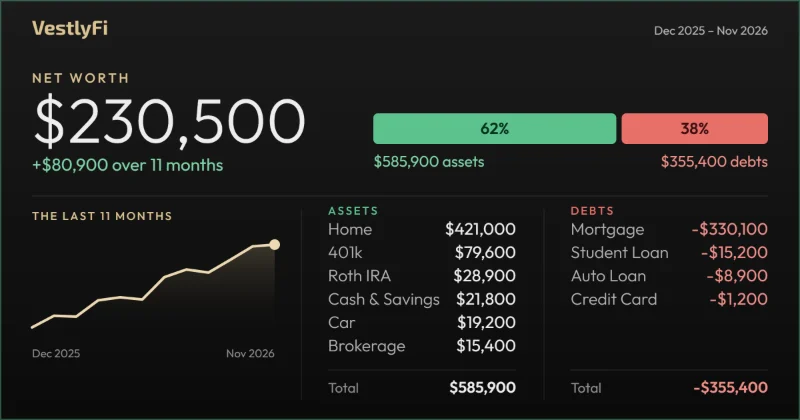 VestlyFi
Dec 2025 – Nov 2026
NET WORTH
$230,500
+$80,900 over 11 months
62%
38%
$585,900 assets
$355,400 debts
THE LAST 11 MONTHS
Dec 2025
Nov 2026
ASSETS
Home $421,000
401k $79,600
Roth IRA $28,900
Cash & Savings $21,800
Car $19,200
Brokerage $15,400
Total $585,900
DEBTS
Mortgage -$330,100
Student Loan -$15,200
Auto Loan -$8,900
Credit Card -$1,200
Total -$355,400